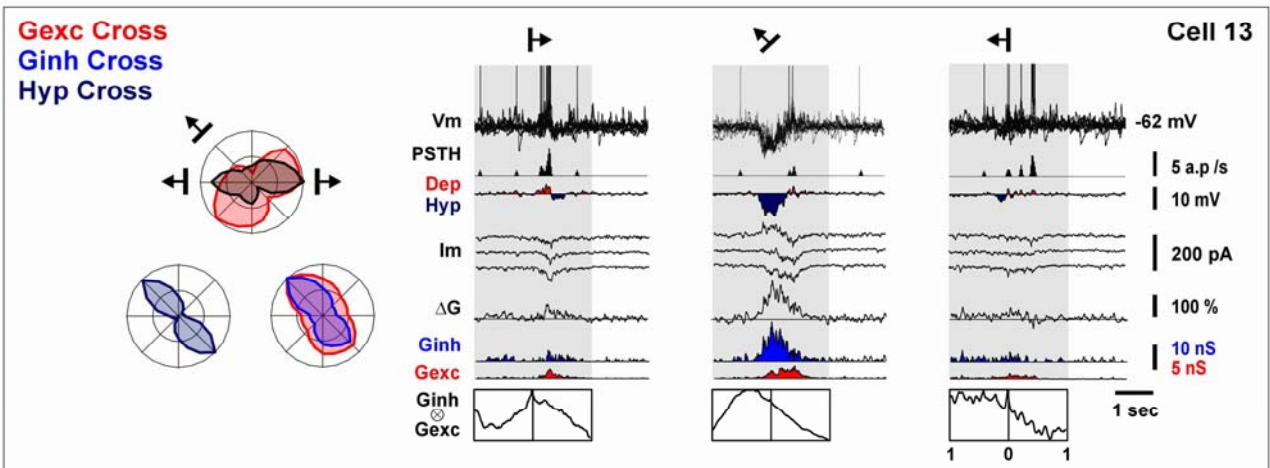 Gexc Cross
Ginh Cross
Hyp Cross
Cell 13
Vm
-62 mV
PSTH
5 a.p /s
Dep
Hyp
10 mV
Im
200 pA
ΔG
100 %
Ginh
10 nS
Gexc
5 nS
Ginh
⊗
Gexc
1 sec
1 0 1